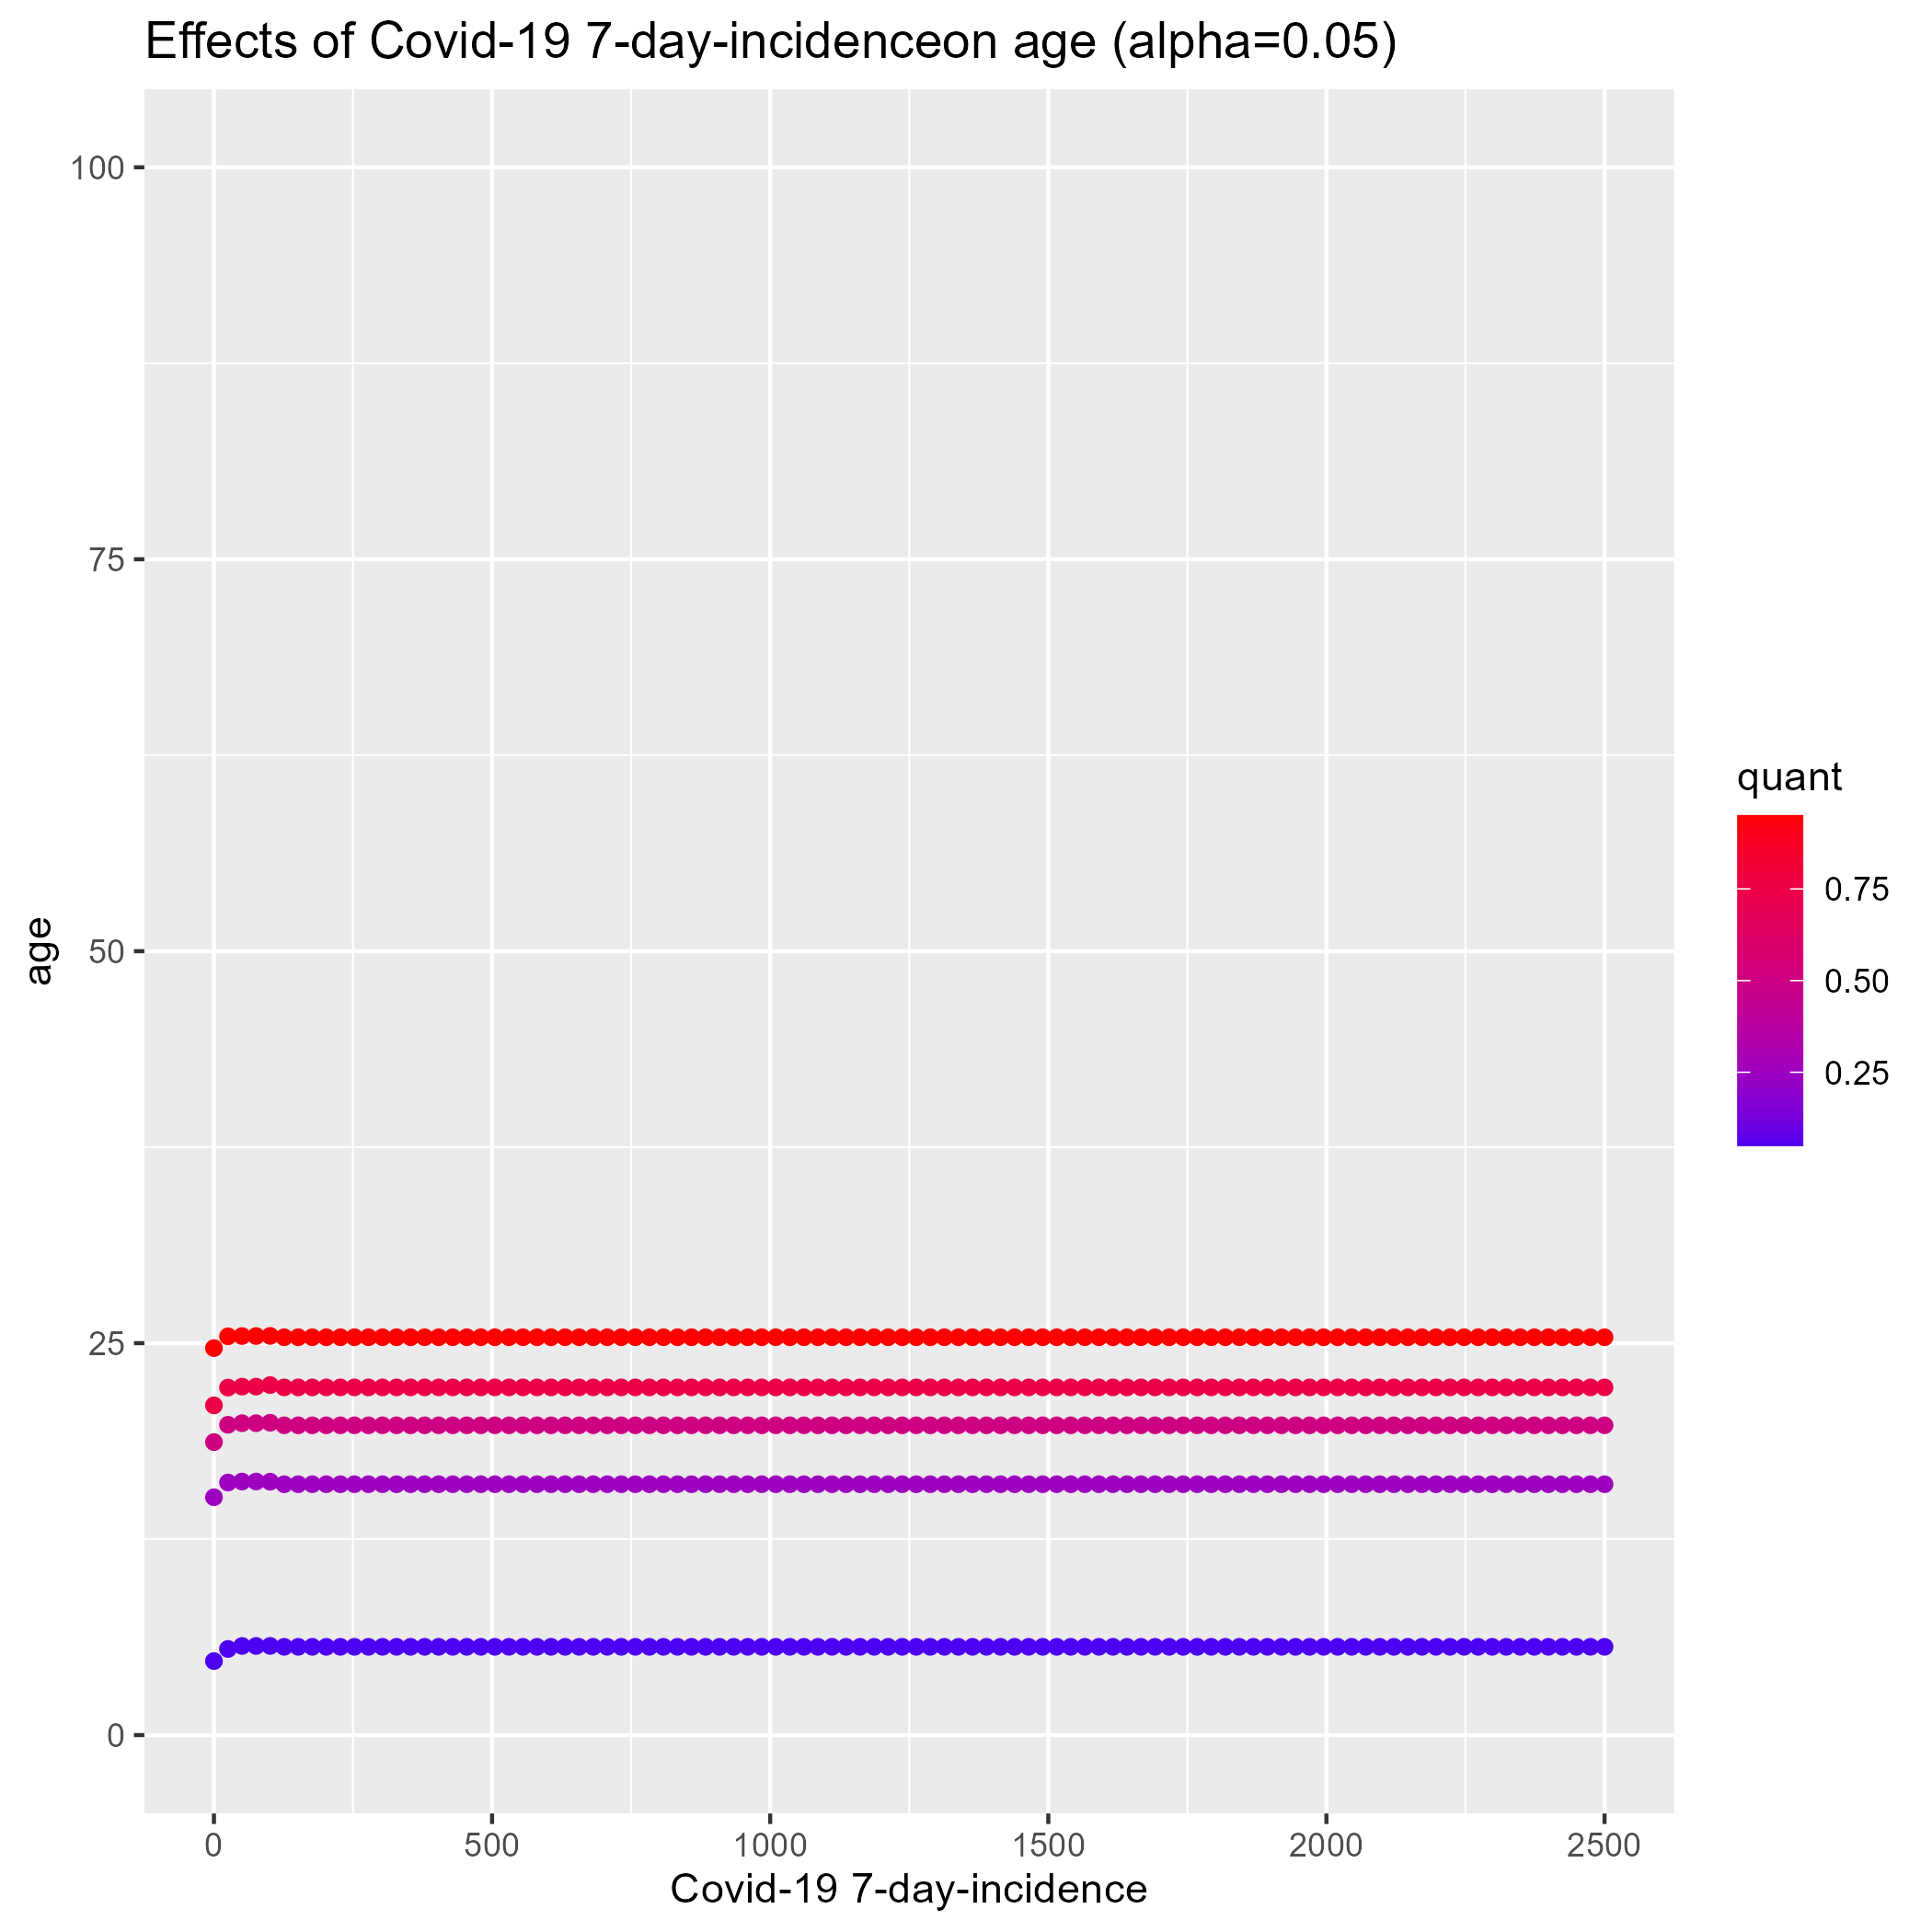 Effects of Covid-19 7-day-incidenceon age (alpha=0.05)
100
75
50
25
0
age
0 500 1000 1500 2000 2500
Covid-19 7-day-incidence
quant
0.75
0.50
0.25